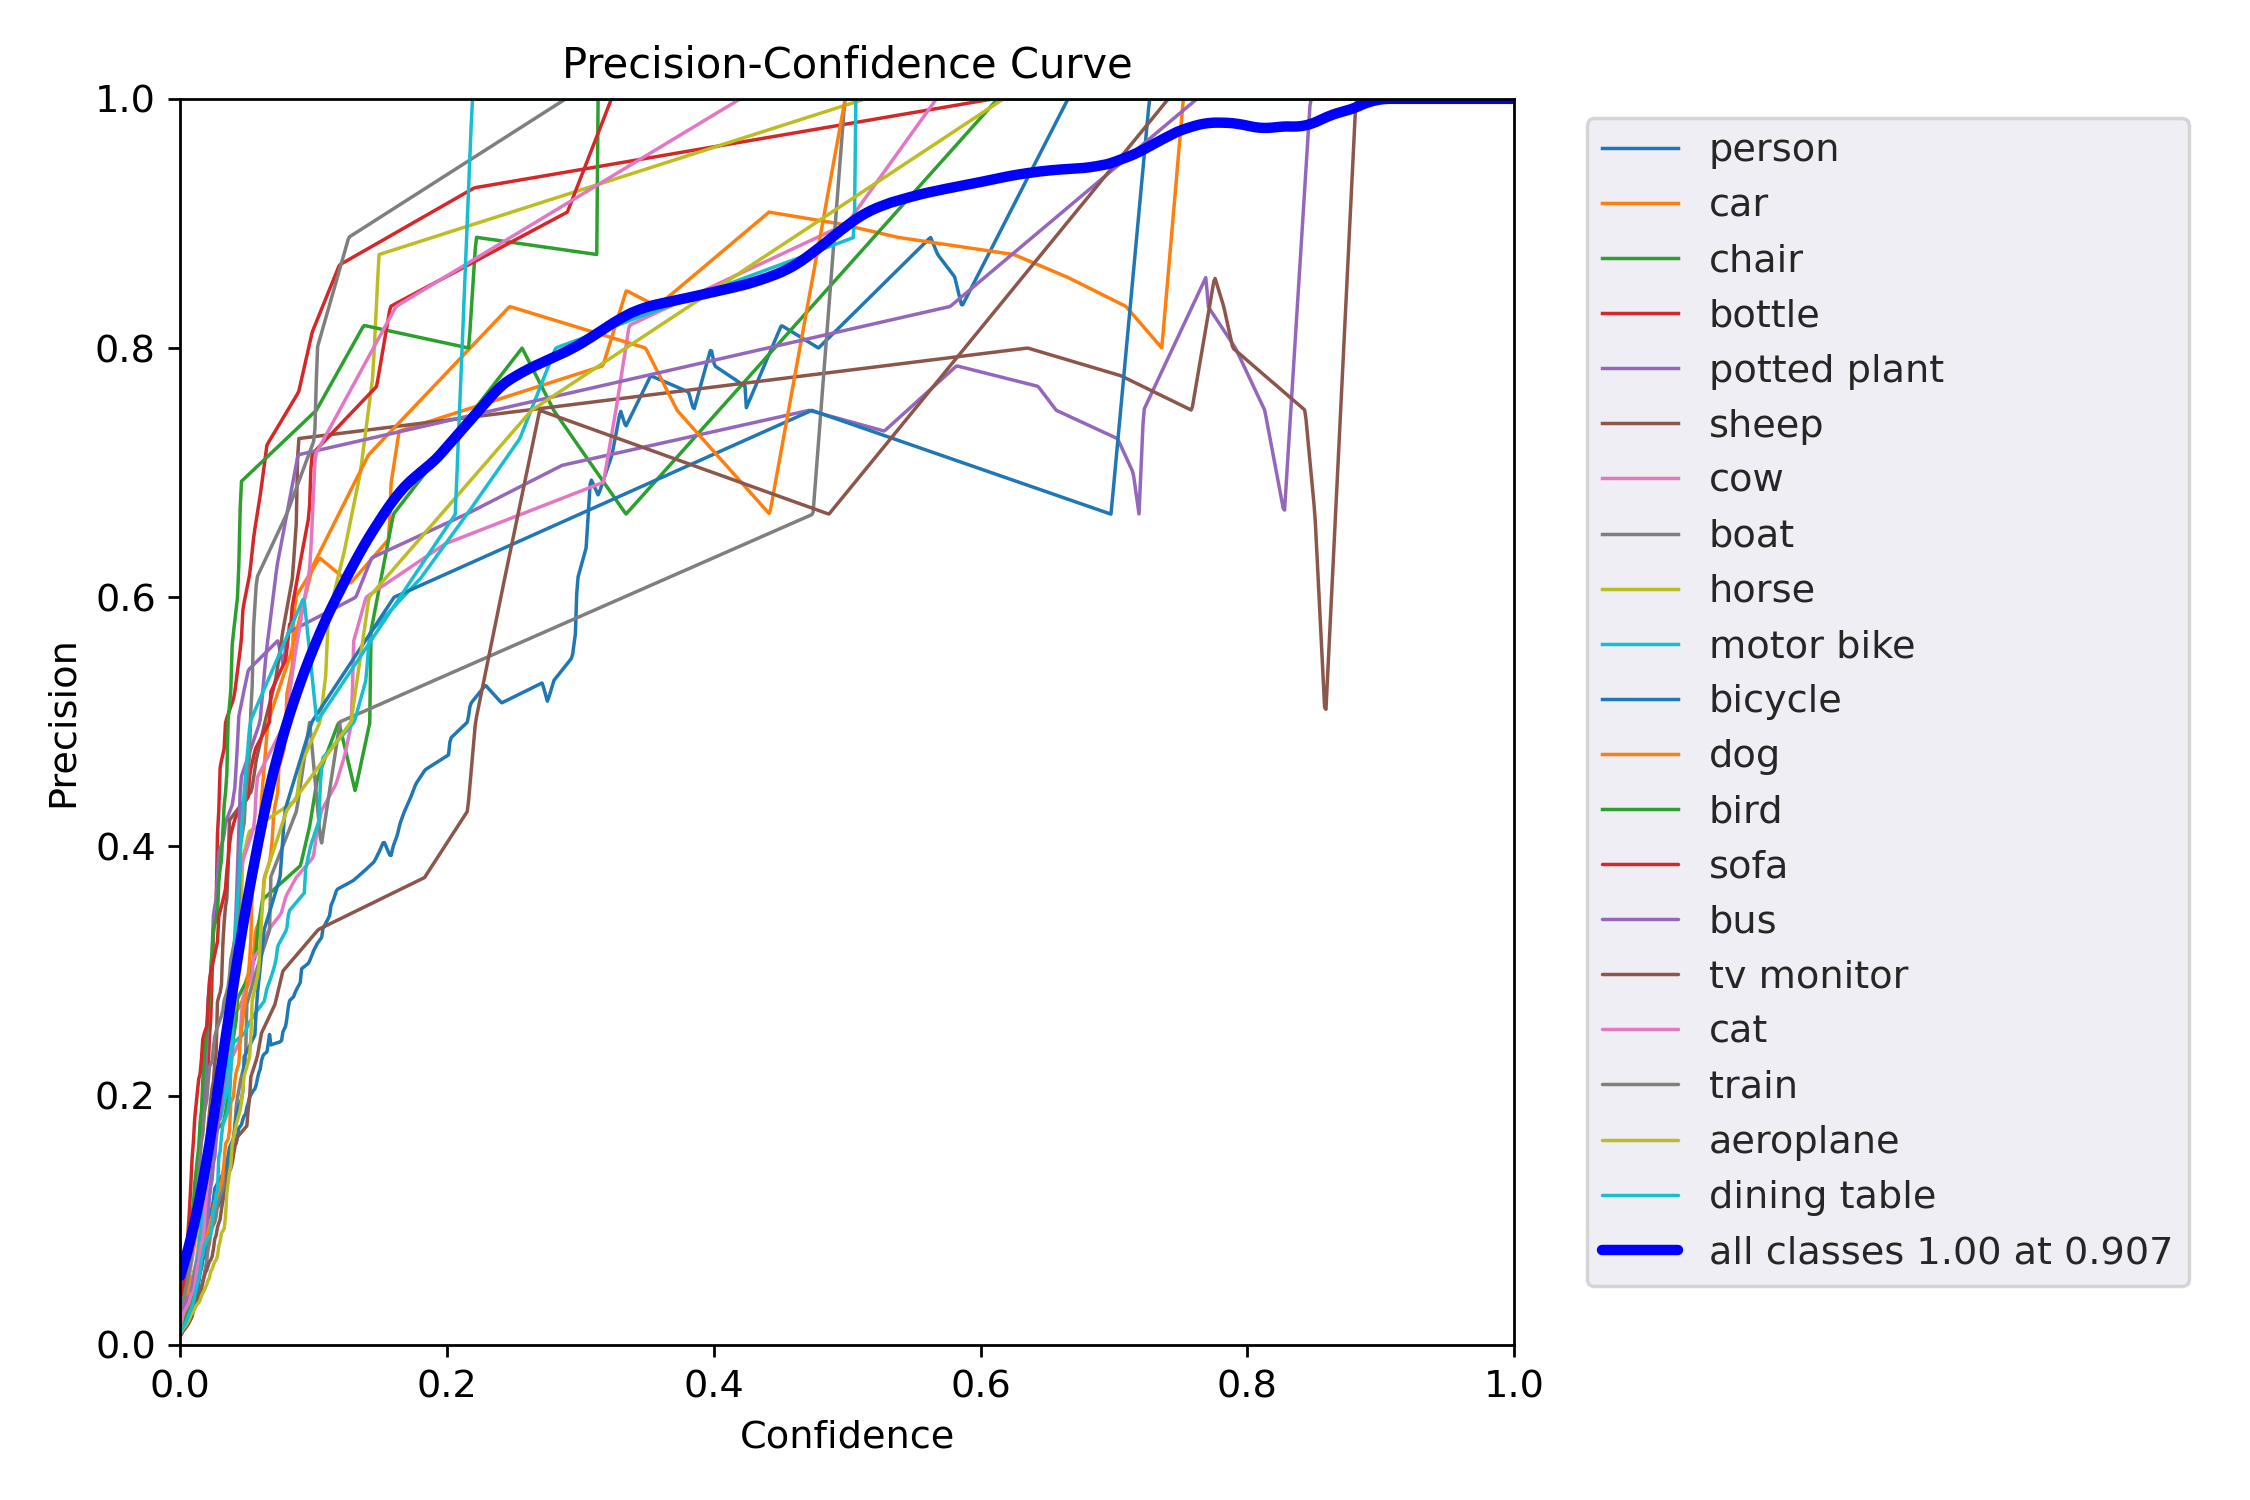 Precision-Confidence Curve
1.0
0.8
0.6
0.4
0.2
0.0
Precision
0.0 0.2 0.4 0.6 0.8 1.0
Confidence
person
car
chair
bottle
potted plant
sheep
cow
boat
horse
motor bike
bicycle
dog
bird
sofa
bus
tv monitor
cat
train
aeroplane
dining table
all classes 1.00 at 0.907